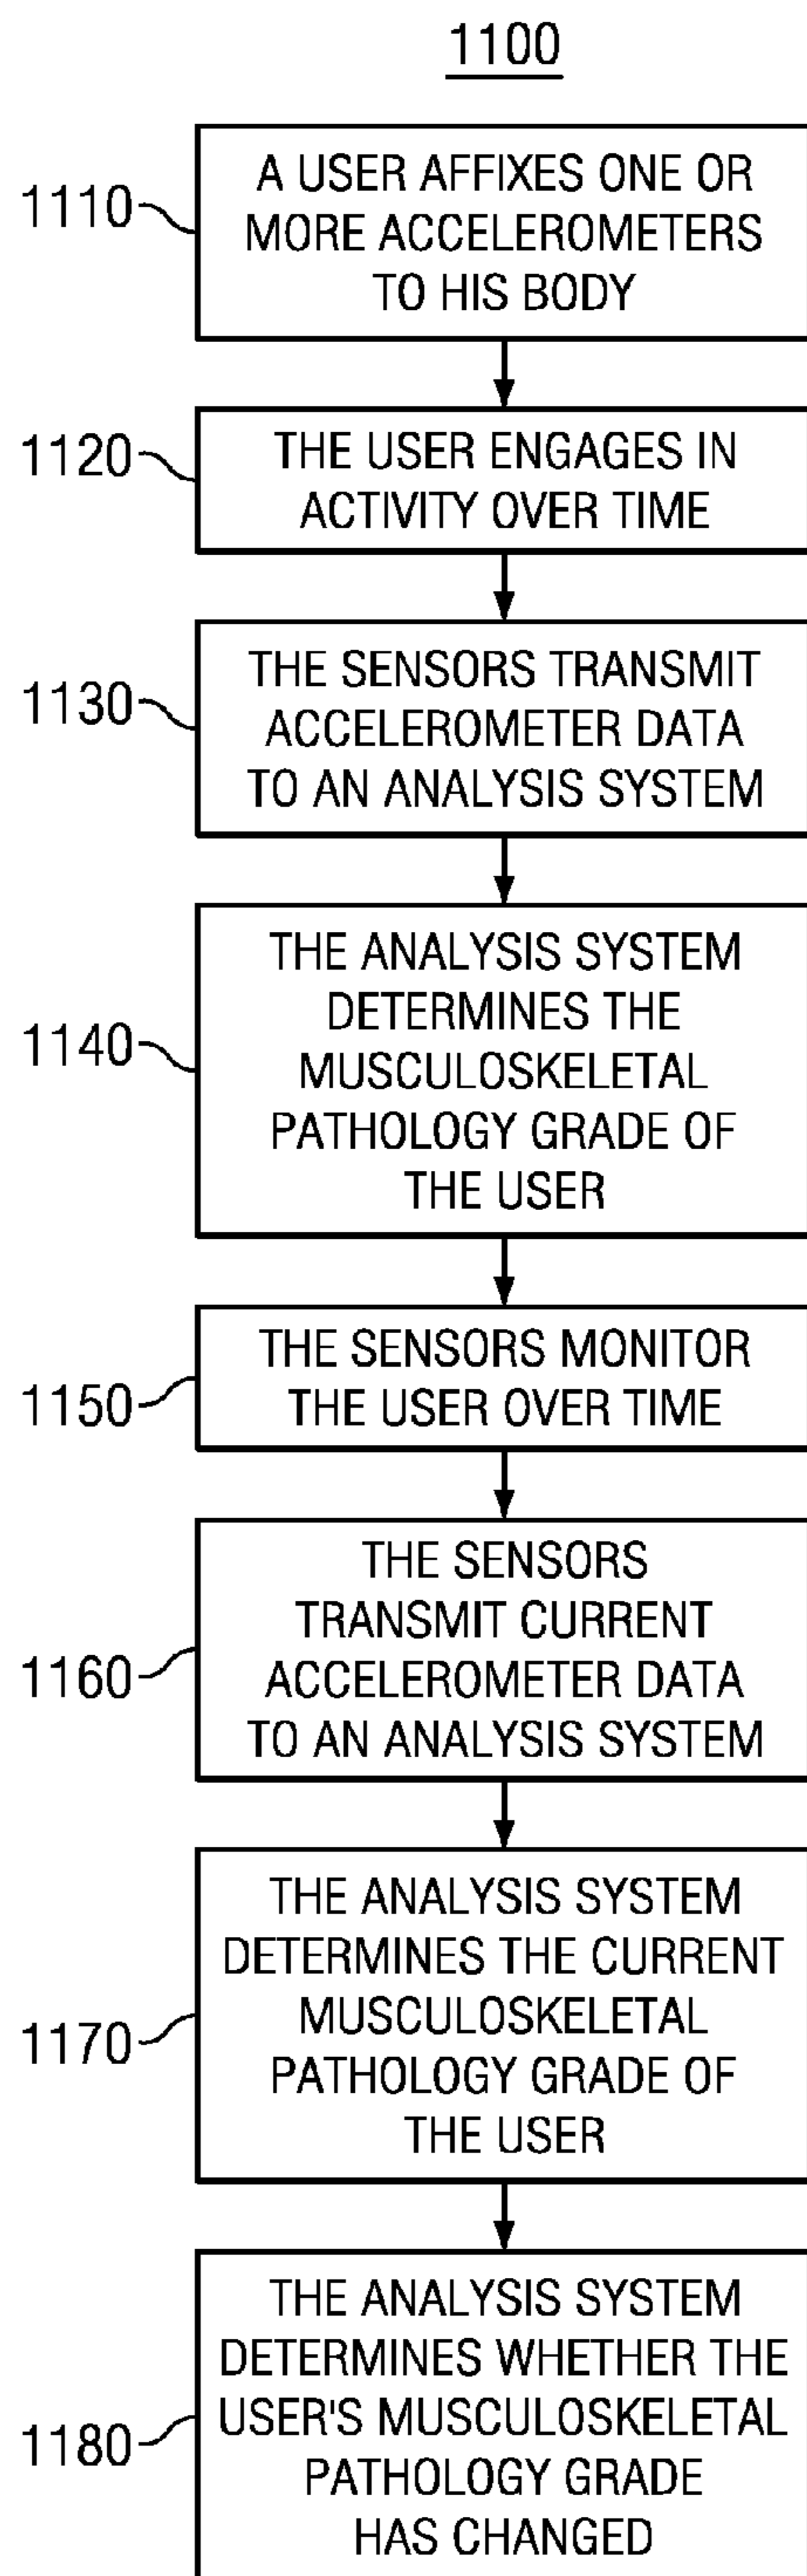 1100
1110
A USER AFFIXES ONE OR
MORE ACCELEROMETERS
TO HIS BODY
1120
THE USER ENGAGES IN
ACTIVITY OVER TIME
1130
THE SENSORS TRANSMIT
ACCELEROMETER DATA
TO AN ANALYSIS SYSTEM
1140
THE ANALYSIS SYSTEM
DETERMINES THE
MUSCULOSKELETAL
PATHOLOGY GRADE OF
THE USER
1150
THE SENSORS MONITOR
THE USER OVER TIME
1160
THE SENSORS
TRANSMIT CURRENT
ACCELEROMETER DATA
TO AN ANALYSIS SYSTEM
1170
THE ANALYSIS SYSTEM
DETERMINES THE CURRENT
MUSCULOSKELETAL
PATHOLOGY GRADE OF
THE USER
1180
THE ANALYSIS SYSTEM
DETERMINES WHETHER THE
USER'S MUSCULOSKELETAL
PATHOLOGY GRADE
HAS CHANGED